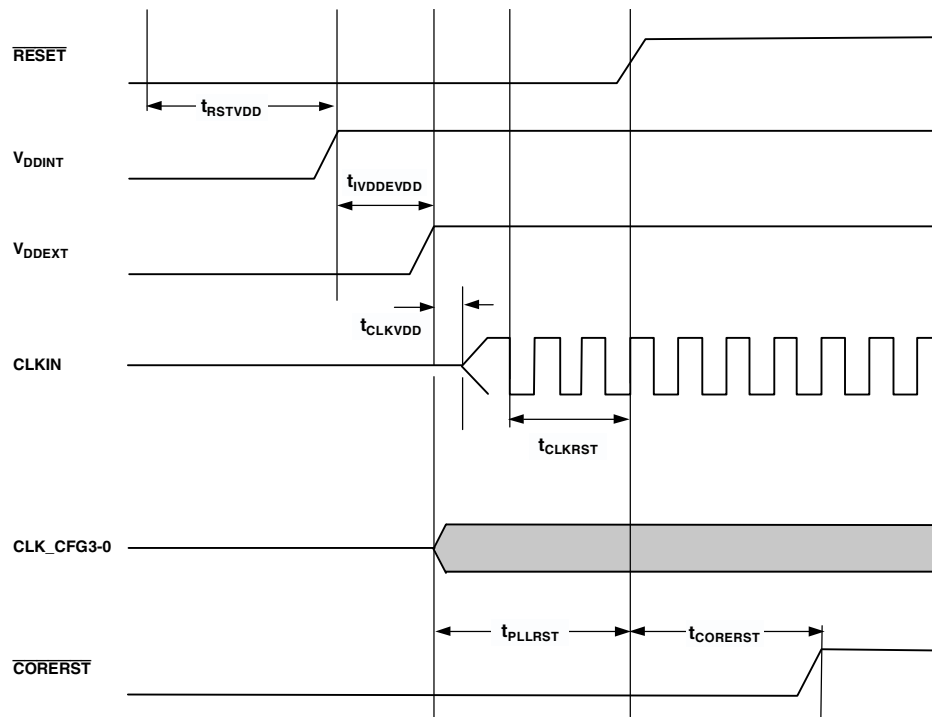 RESET
tRSTVDD
VDDINT
tIVDDEVDD
VDDEXT
tCLKVDD
CLKIN
tCLKRST
CLK_CFG3-0
tPLLRST
tCORERST
CORERST